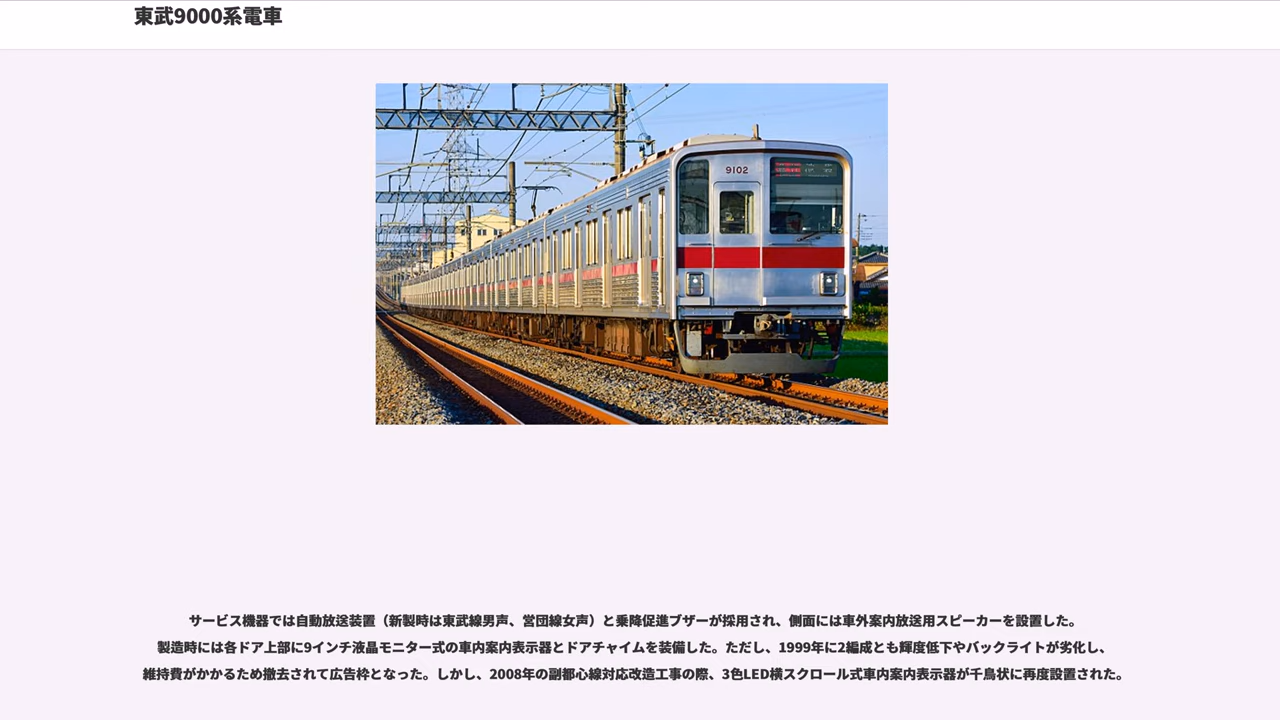 東武9000系電車
9102
サービス機器では自動放送装置（新製時は東武線男声、営団線女声）と乗降促進ブザーが採用され、側面には車外案内放送用スピーカーを設置した。
製造時には各ドア上部に9インチ液晶モニター式の車内案内表示器とドアチャイムを装備した。ただし、1999年に2編成とも輝度低下やバックライトが劣化し、
維持費がかかるため撤去されて広告枠となった。しかし、2008年の副都心線対応改造工事の際、3色LED横スクロール式車内案内表示器が千鳥状に再度設置された。